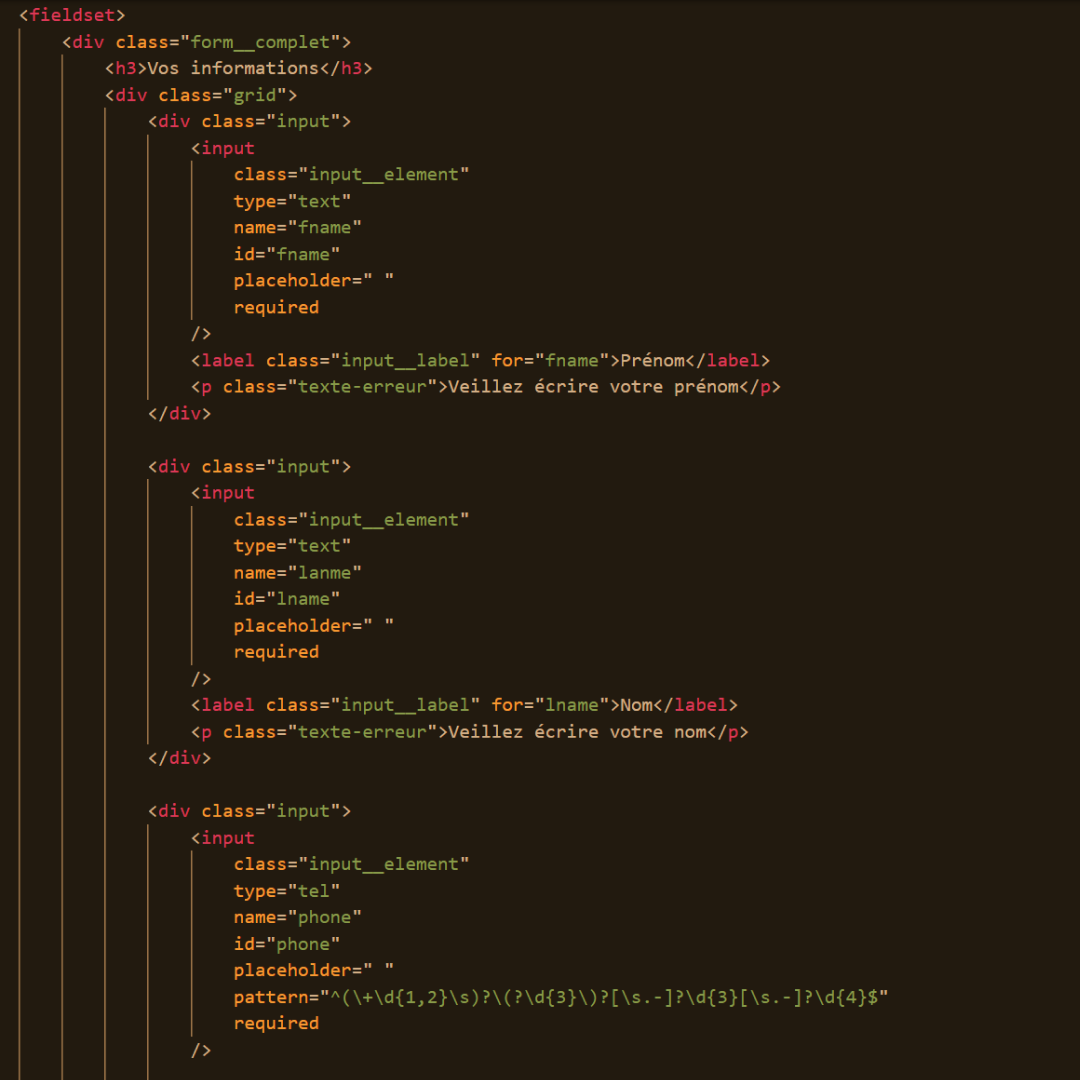 <fieldset>
<div class="form__complet">
<h3>Vos informations</h3>
<div class="grid">
<div class="input">
<input
class="input__element"
type="text"
name="fname"
id="fname"
placeholder=" "
required
/>
<label class="input__label" for="fname">Prénom</label>
<p class="texte-erreur">Veillez écrire votre prénom</p>
</div>
<div class="input">
<input
class="input__element"
type="text"
name="lanme"
id="lname"
placeholder=" "
required
/>
<label class="input__label" for="lname">Nom</label>
<p class="texte-erreur">Veillez écrire votre nom</p>
</div>
<div class="input">
<input
class="input__element"
type="tel"
name="phone"
id="phone"
placeholder=" "
pattern="^(\+\d{1,2}\s)?\(?\d{3}\)?[\s.-]?\d{3}[\s.-]?\d{4}$"
required
/>